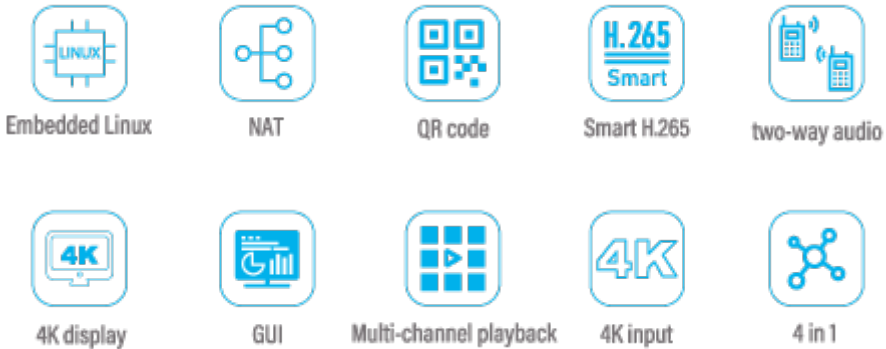 LINUX
H.265
Smart
Embedded Linux
NAT
QR code
Smart H.265
two-way audio
4K
4K
4K display
GUI
Multi-channel playback
4K input
4 in 1